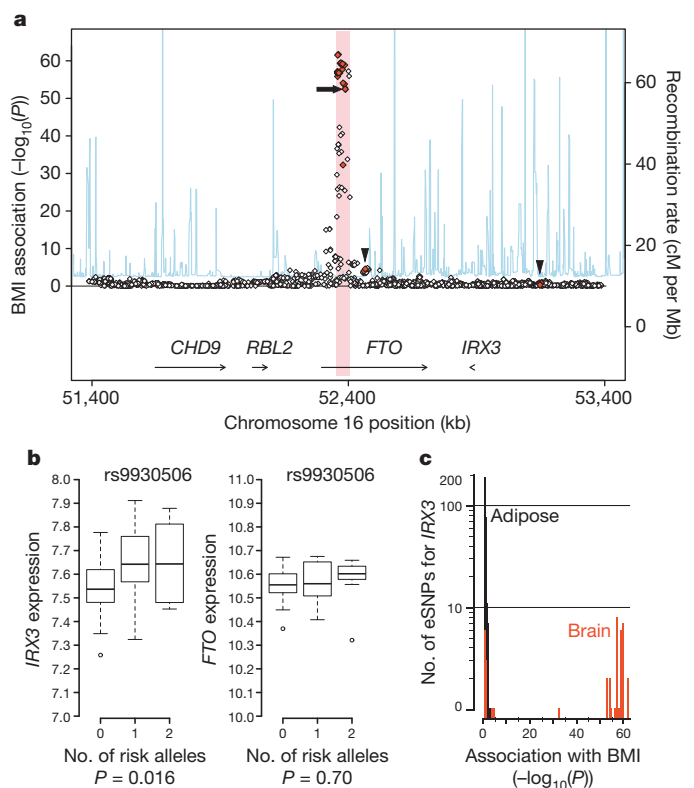 a
BMI association (–log10(P))
60
50
40
30
20
10
0
Recombination rate (cM per Mb)
60
40
20
0
CHD9 RBL2 FTO IRX3
51,400 52,400 53,400
Chromosome 16 position (kb)
b
rs9930506
IRX3 expression
8.0
7.9
7.8
7.7
7.6
7.5
7.4
7.3
7.2
7.1
7.0
0 1 2
No. of risk alleles
P = 0.016
rs9930506
FTO expression
11.0
10.9
10.8
10.7
10.6
10.5
10.4
10.3
10.2
10.1
10.0
0 1 2
No. of risk alleles
P = 0.70
c
No. of eSNPs for IRX3
200
100
10
0
Adipose
Brain
0 20 40 60
Association with BMI
(–log10(P))